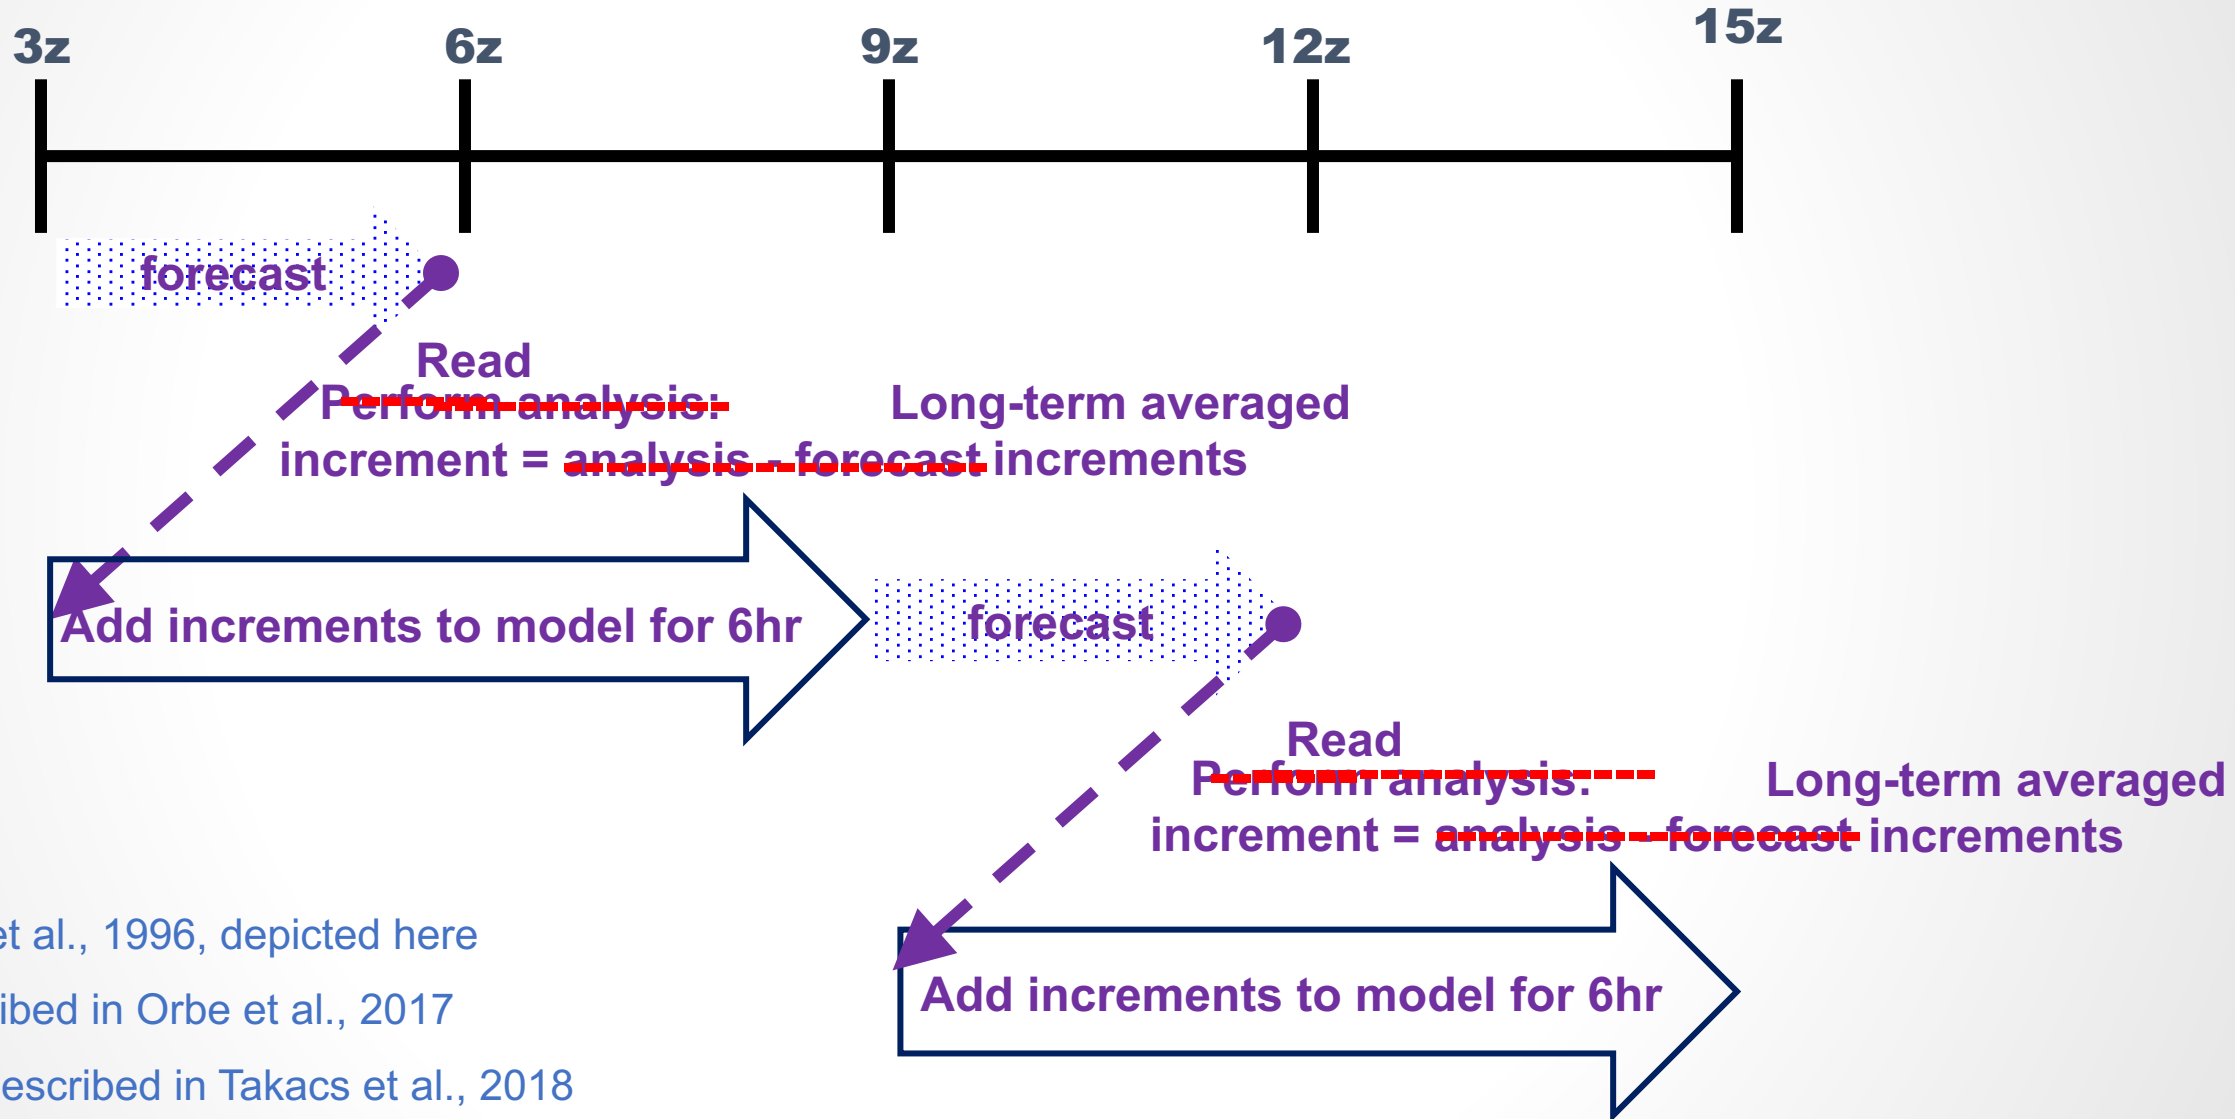 3z 6z 9z 12z 15z
forecast
Read
Perform analysis: Long-term averaged
increment = analysis - forecast increments
Add increments to model for 6hr
forecast
Read
Perform analysis: Long-term averaged
increment = analysis - forecast increments
Add increments to model for 6hr
et al., 1996, depicted here
ibed in Orbe et al., 2017
escribed in Takacs et al., 2018